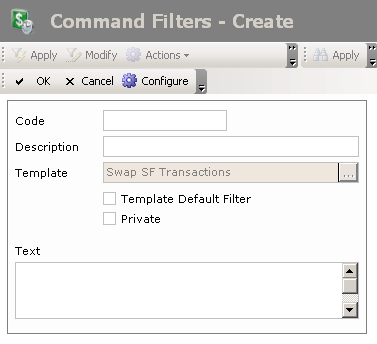 Command Filters - Create
Apply Modify Actions Apply
OK Cancel Configure
Code
Description
Template Swap SF Transactions ...
Template Default Filter
Private
Text